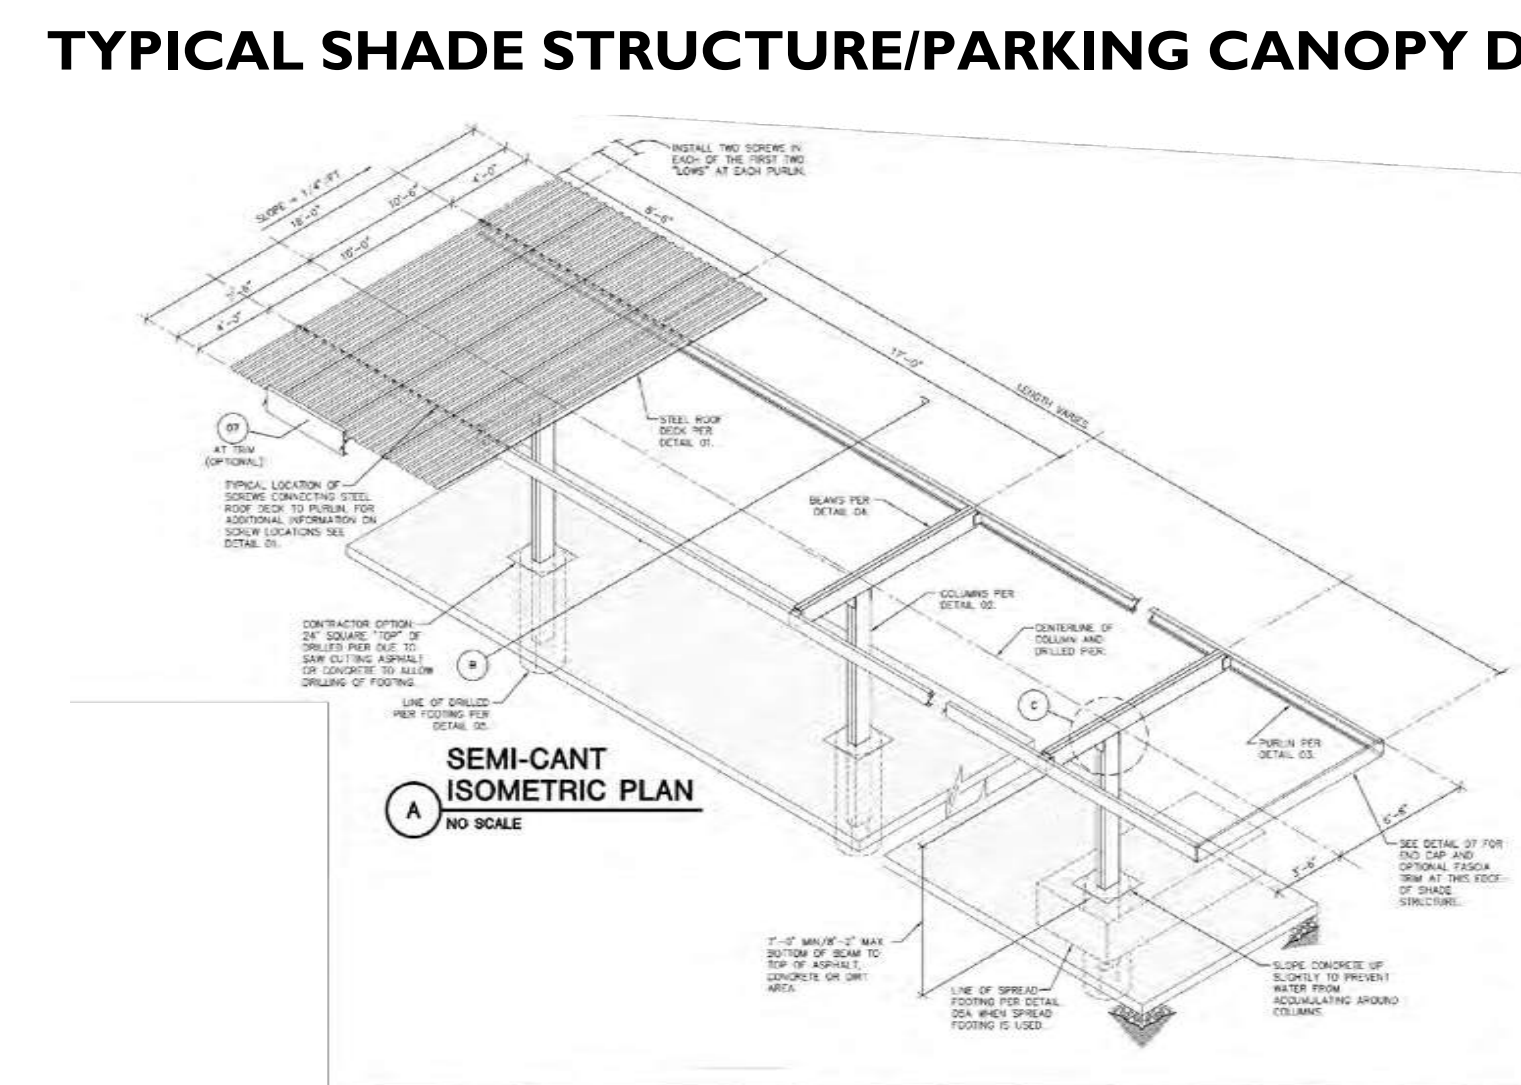 TYPICAL SHADE STRUCTURE/PARKING CANOPY D
INSTALL TWO SCREWS IN
EACH OF THE FIRST TWO
"LOWS" AT EACH PURLIN.
SLOPE = 1/4"/FT
18'-0"
10'-6"
4'-0"
10'-0"
4'-0"
17'-0"
LENGTH VARIES
STEEL ROOF
DECK PER
DETAIL 01.
07
AT TRIM
(OPTIONAL)
TYPICAL LOCATION OF
SCREWS CONNECTING STEEL
ROOF DECK TO PURLIN. FOR
ADDITIONAL INFORMATION ON
SCREW LOCATIONS SEE
DETAIL 01.
BEAMS PER
DETAIL 04.
COLUMNS PER
DETAIL 02.
CENTERLINE OF
COLUMN AND
DRILLED PIER.
CONTRACTOR OPTION:
24" SQUARE "TOP" OF
DRILLED PIER DUE TO
SAW CUTTING ASPHALT
OR CONCRETE TO ALLOW
DRILLING OF FOOTING.
B
C
LINE OF DRILLED
PIER FOOTING PER
DETAIL 05.
PURLIN PER
DETAIL 03.
SEMI-CANT
ISOMETRIC PLAN
A
NO SCALE
SEE DETAIL 07 FOR
END CAP AND
OPTIONAL FASCIA
TRIM AT THIS EDGE
OF SHADE
STRUCTURE.
7'-0" MIN/8'-2" MAX
BOTTOM OF BEAM TO
TOP OF ASPHALT,
CONCRETE OR DIRT
AREA.
LINE OF SPREAD
FOOTING PER DETAIL
05A WHEN SPREAD
FOOTING IS USED.
SLOPE CONCRETE UP
SLIGHTLY TO PREVENT
WATER FROM
ACCUMULATING AROUND
COLUMNS.